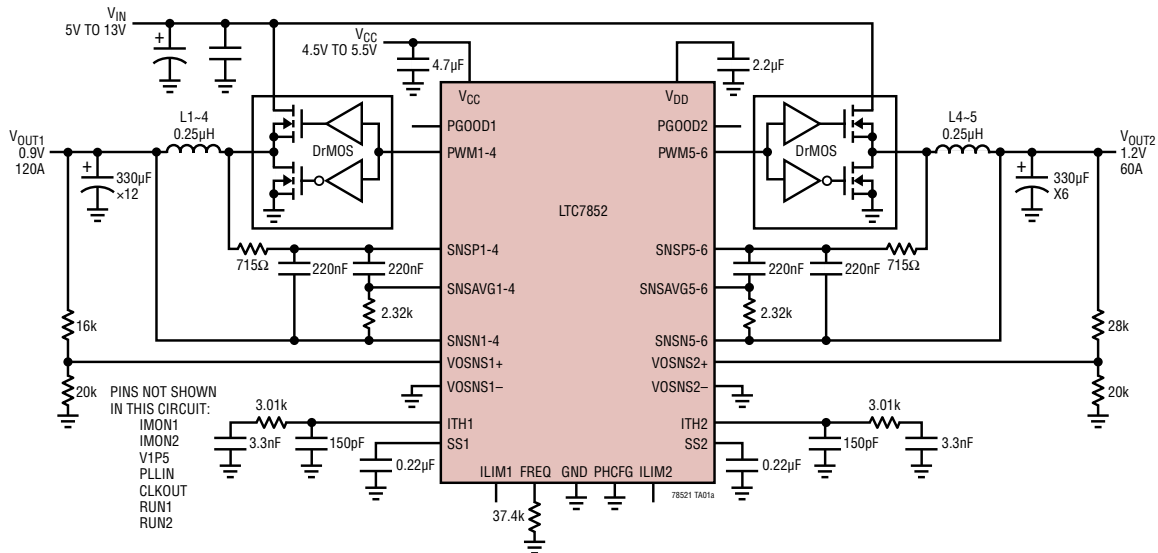 VIN
5V TO 13V
VCC
4.5V TO 5.5V
4.7µF
2.2µF
VCC
VDD
L1~4
0.25µH
L4~5
0.25µH
PGOOD1
PGOOD2
VOUT1
0.9V
120A
VOUT2
1.2V
60A
DrMOS
DrMOS
PWM1-4
PWM5-6
+
+
+
330µF
×12
330µF
X6
LTC7852
SNSP1-4
SNSP5-6
715Ω
715Ω
220nF
220nF
220nF
220nF
SNSAVG1-4
SNSAVG5-6
2.32k
2.32k
16k
28k
SNSN1-4
SNSN5-6
VOSNS1+
VOSNS2+
20k
20k
VOSNS1–
VOSNS2–
PINS NOT SHOWN
IN THIS CIRCUIT:
IMON1
IMON2
V1P5
PLLIN
CLKOUT
RUN1
RUN2
3.01k
3.01k
ITH1
ITH2
3.3nF
150pF
150pF
3.3nF
SS1
SS2
0.22µF
0.22µF
ILIM1
FREQ
GND
PHCFG
ILIM2
78521 TA01a
37.4k